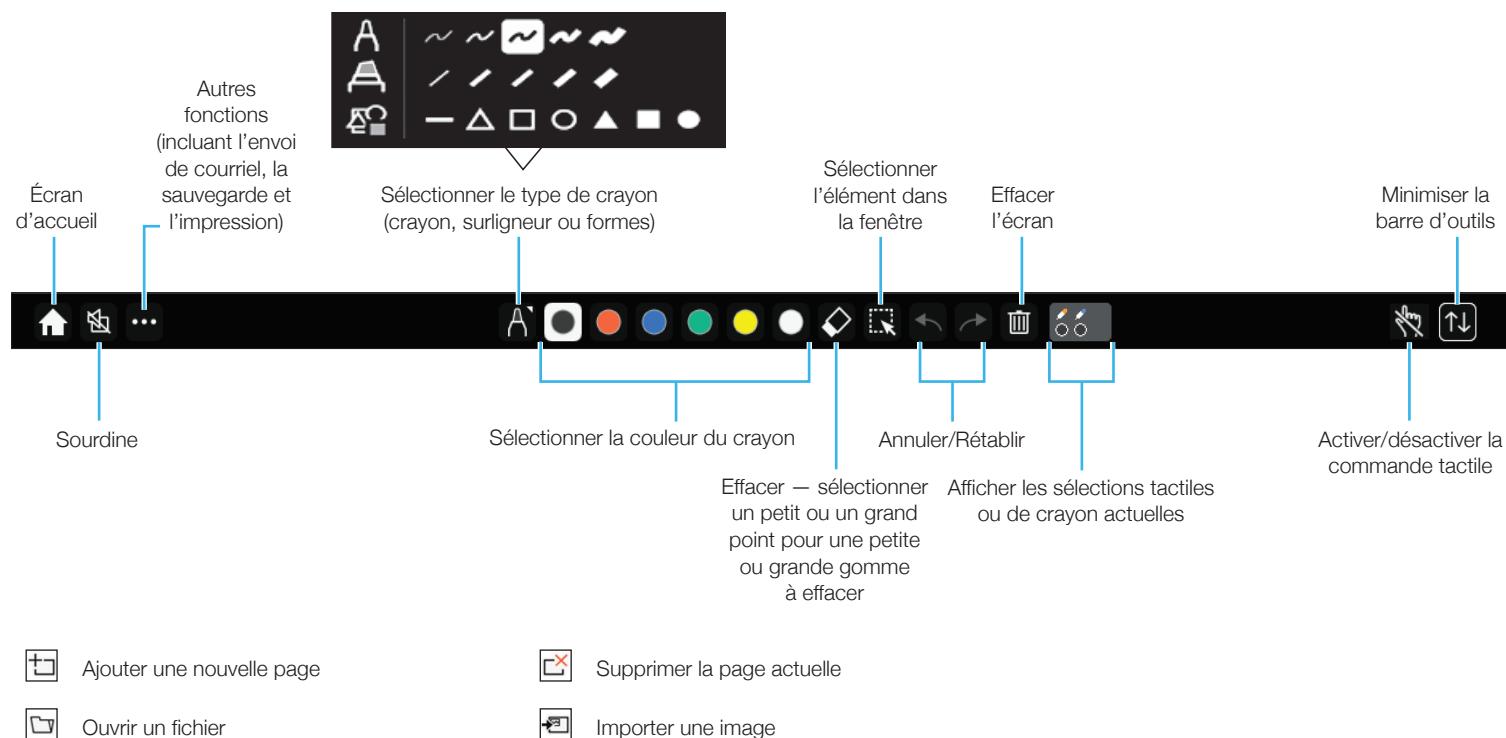 Autres
fonctions
(incluant l’envoi
de courriel, la
sauvegarde et
l’impression)
Écran
d’accueil
Sélectionner le type de crayon
(crayon, surligneur ou formes)
Sélectionner
l’élément dans
la fenêtre
Effacer
l’écran
Minimiser la
barre d’outils
Sourdine
Sélectionner la couleur du crayon
Annuler/Rétablir
Activer/désactiver la
commande tactile
Effacer — sélectionner
un petit ou un grand
point pour une petite
ou grande gomme
à effacer
Afficher les sélections tactiles
ou de crayon actuelles
Ajouter une nouvelle page
Supprimer la page actuelle
Ouvrir un fichier
Importer une image